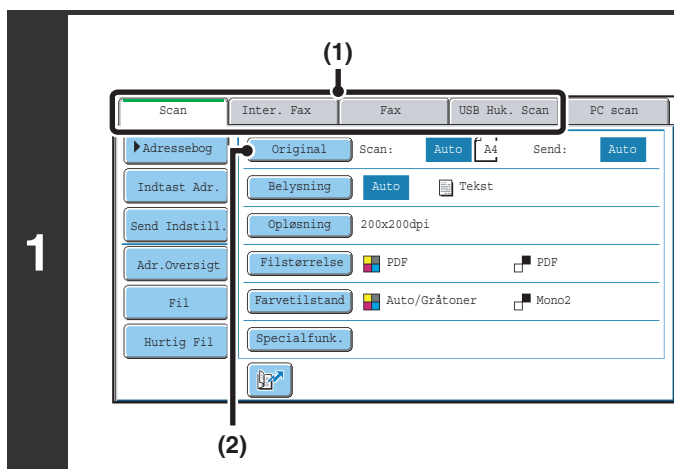 1
(1)
Scan Inter. Fax Fax USB Huk. Scan PC scan
Adressebog Original Scan: Auto A4 Send: Auto
Indtast Adr. Belysning Auto Tekst
Send Indstill. Opløsning 200x200dpi
Adr.Oversigt Filstørrelse PDF PDF
Fil Farvetilstand Auto/Gråtoner Mono2
Hurtig Fil Specialfunk.
(2)